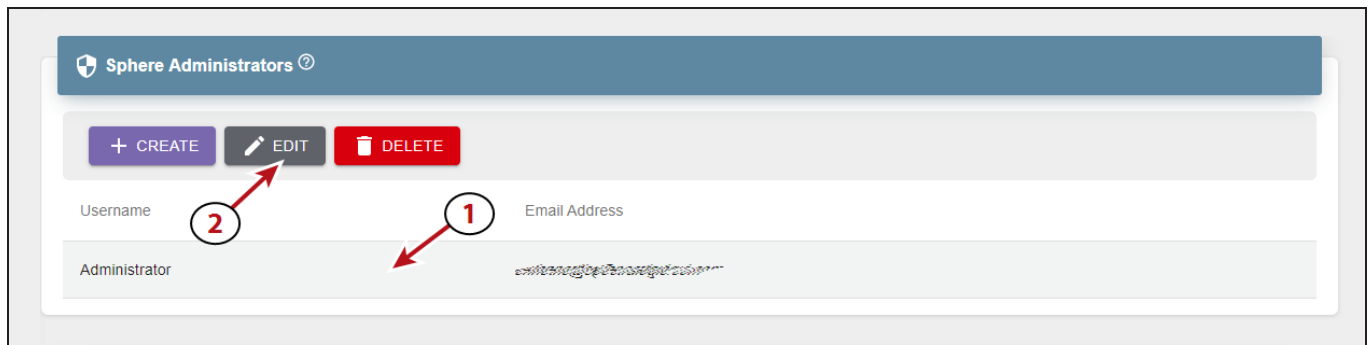 Sphere Administrators ?
+ CREATE EDIT DELETE
Username Email Address
2 1
Administrator